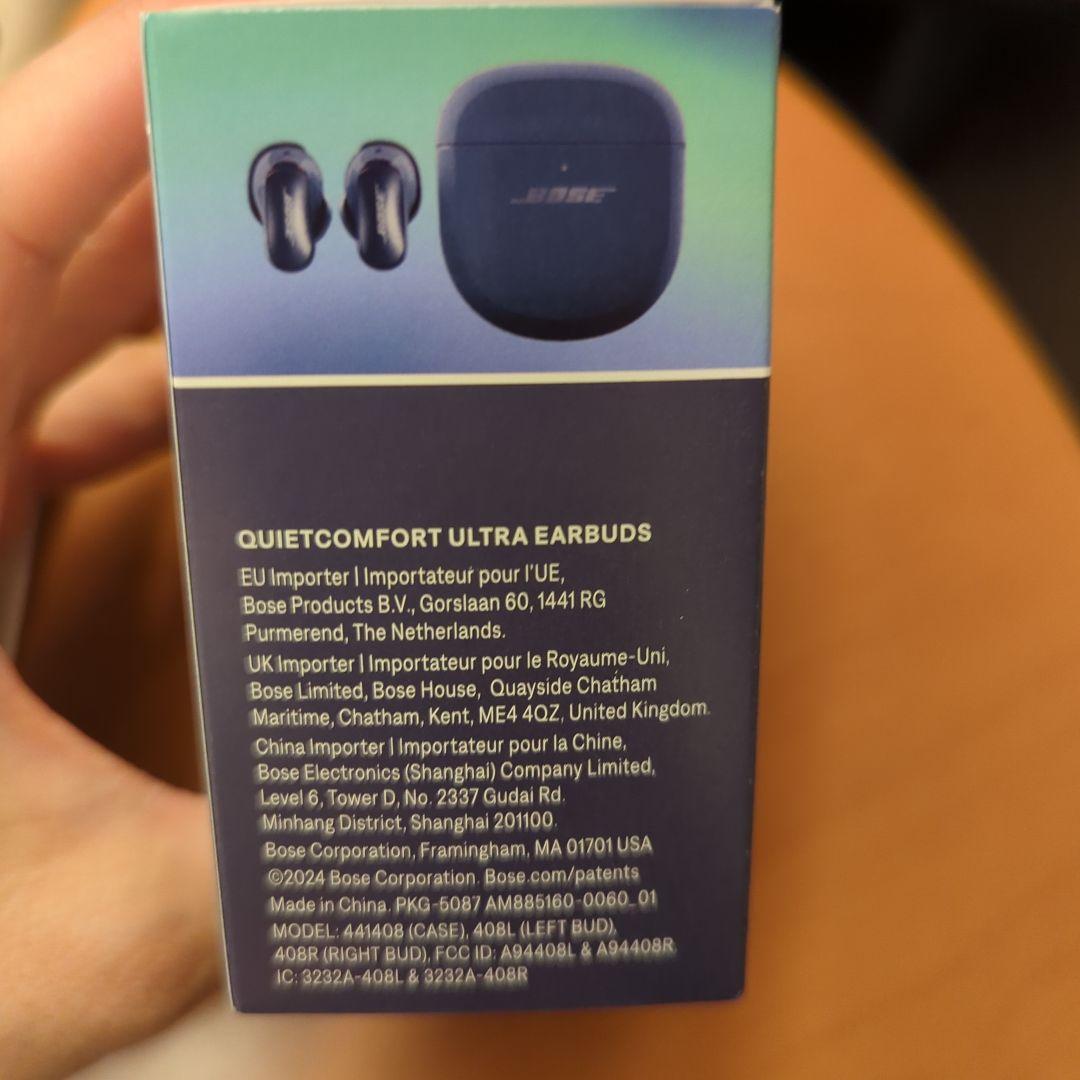 BOSE
BOSE
BOSE
QUIETCOMFORT ULTRA EARBUDS
EU Importer | Importateur pour l'UE,
Bose Products B.V., Gorslaan 60, 1441 RG
Purmerend, The Netherlands.
UK Importer | Importateur pour le Royaume-Uni,
Bose Limited, Bose House, Quayside Chatham
Maritime, Chatham, Kent, ME4 4QZ, United Kingdom.
China Importer | Importateur pour la Chine,
Bose Electronics (Shanghai) Company Limited,
Level 6, Tower D, No. 2337 Gudai Rd.
Minhang District, Shanghai 201100.
Bose Corporation, Framingham, MA 01701 USA
©2024 Bose Corporation. Bose.com/patents
Made in China. PKG-5087 AM885160-0060_01
MODEL: 441408 (CASE), 408L (LEFT BUD),
408R (RIGHT BUD), FCC ID: A94408L & A94408R
IC: 3232A-408L & 3232A-408R